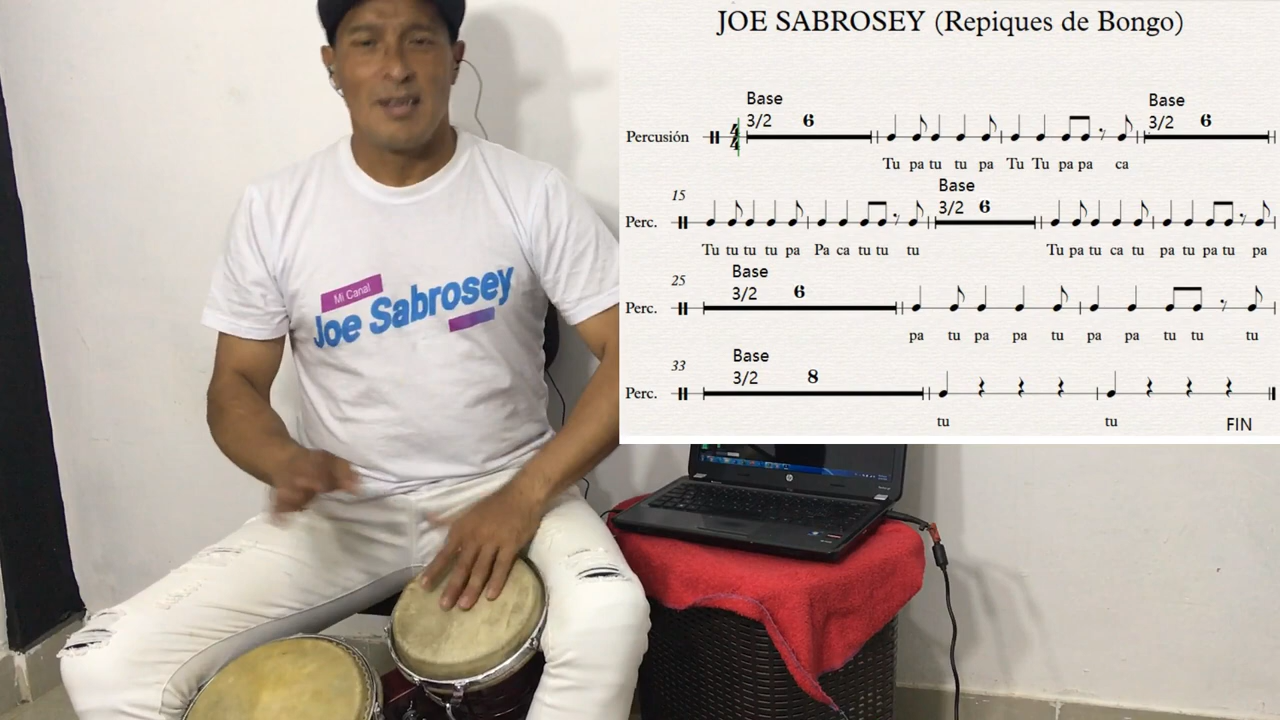 JOE SABROSEY (Repiques de Bongo)
Base
3/2 6
Base
3/2 6
Percusión 4/4
Tu pa tu tu pa Tu Tu pa pa ca
15
Base
3/2 6
Perc.
Tu tu tu tu pa Pa ca tu tu tu
Tu pa tu ca tu pa tu pa tu pa
25
Base
3/2 6
Perc.
pa tu pa pa tu pa pa tu tu tu
33
Base
3/2 8
Perc.
tu tu FIN
Mi Canal
Joe Sabrosey
hp